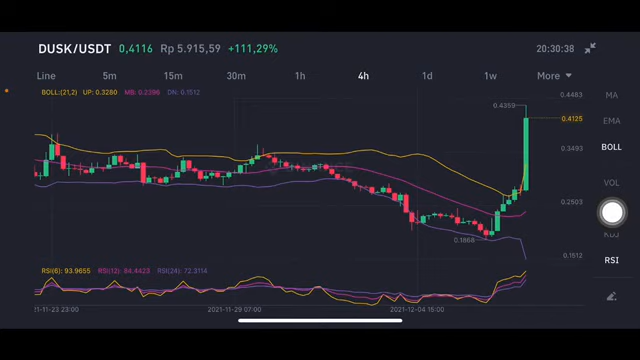 DUSK/USDT 0,4116 Rp 5.915,59 +111,29% 20:30:38
Line 5m 15m 30m 1h 4h 1d 1w More
BOLL:(21,2) UP: 0.3280 MB: 0.2396 DN: 0.1512
MA
EMA
BOLL
VOL
RSI
0.4483
0.4359
0.4125
0.3493
0.2503
0.1868
0.1512
RSI(6): 93.9655 RSI(12): 84.4423 RSI(24): 72.3114
11-11-23 23:00 2021-11-29 07:00 2021-12-04 15:00